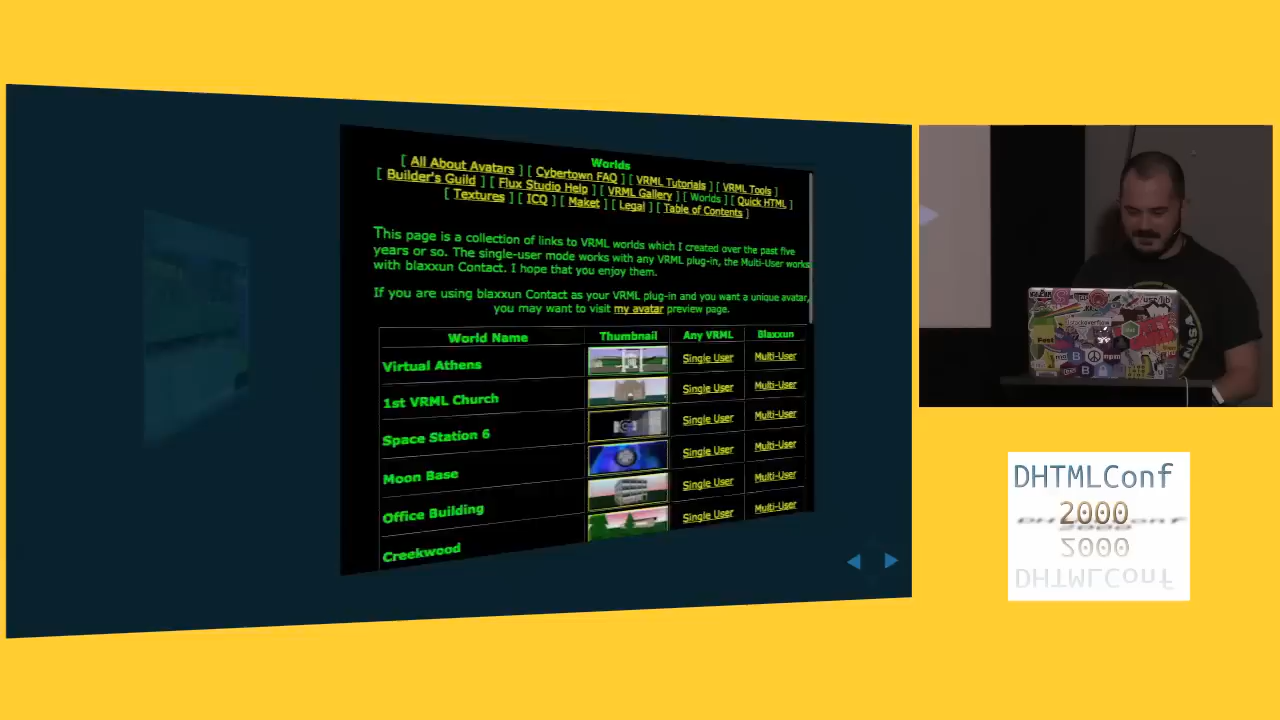 Worlds
[ All About Avatars ] [ Cybertown FAQ ] [ VRML Tutorials ] [ VRML Tools ]
[ Builder's Guild ] [ Flux Studio Help ] [ VRML Gallery ] [ Worlds ] [ Quick HTML ]
[ Textures ] [ ICQ ] [ Maket ] [ Legal ] [ Table of Contents ]
This page is a collection of links to VRML worlds which I created over the past five
years or so. The single-user mode works with any VRML plug-in, the Multi-User works
with blaxxun Contact. I hope that you enjoy them.
If you are using blaxxun Contact as your VRML plug-in and you want a unique avatar,
you may want to visit my avatar preview page.
World Name Thumbnail Any VRML Blaxxun
Virtual Athens Single User Multi-User
1st VRML Church Single User Multi-User
Space Station 6 Single User Multi-User
Moon Base Single User Multi-User
Office Building Single User Multi-User
Creekwood Single User Multi-User
NASA
DHTMLConf
2000